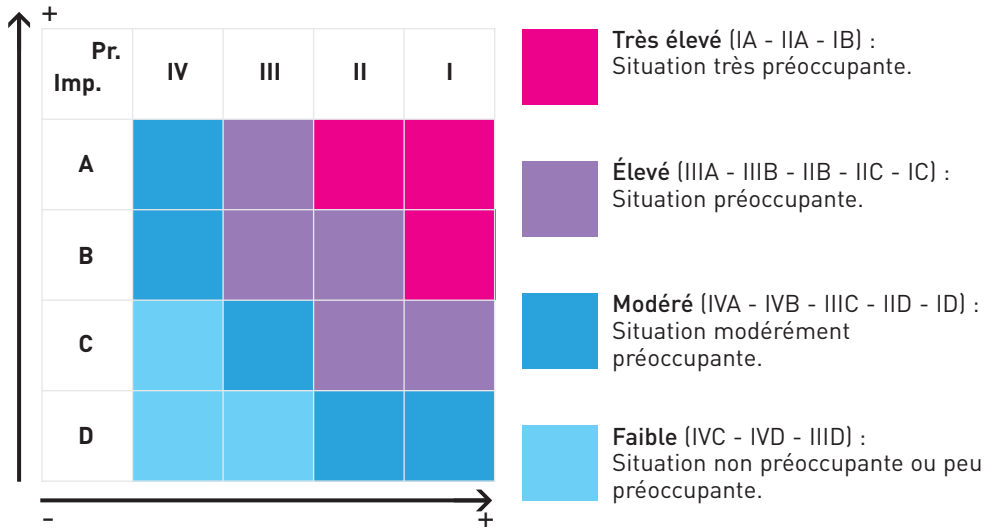 +
Pr.
Imp.
IV
III
II
I
A
B
C
D
-
+
Très élevé (IA - IIA - IB) :
Situation très préoccupante.
Élevé (IIIA - IIIB - IIB - IIC - IC) :
Situation préoccupante.
Modéré (IVA - IVB - IIIC - IID - ID) :
Situation modérément
préoccupante.
Faible (IVC - IVD - IIID) :
Situation non préoccupante ou peu
préoccupante.